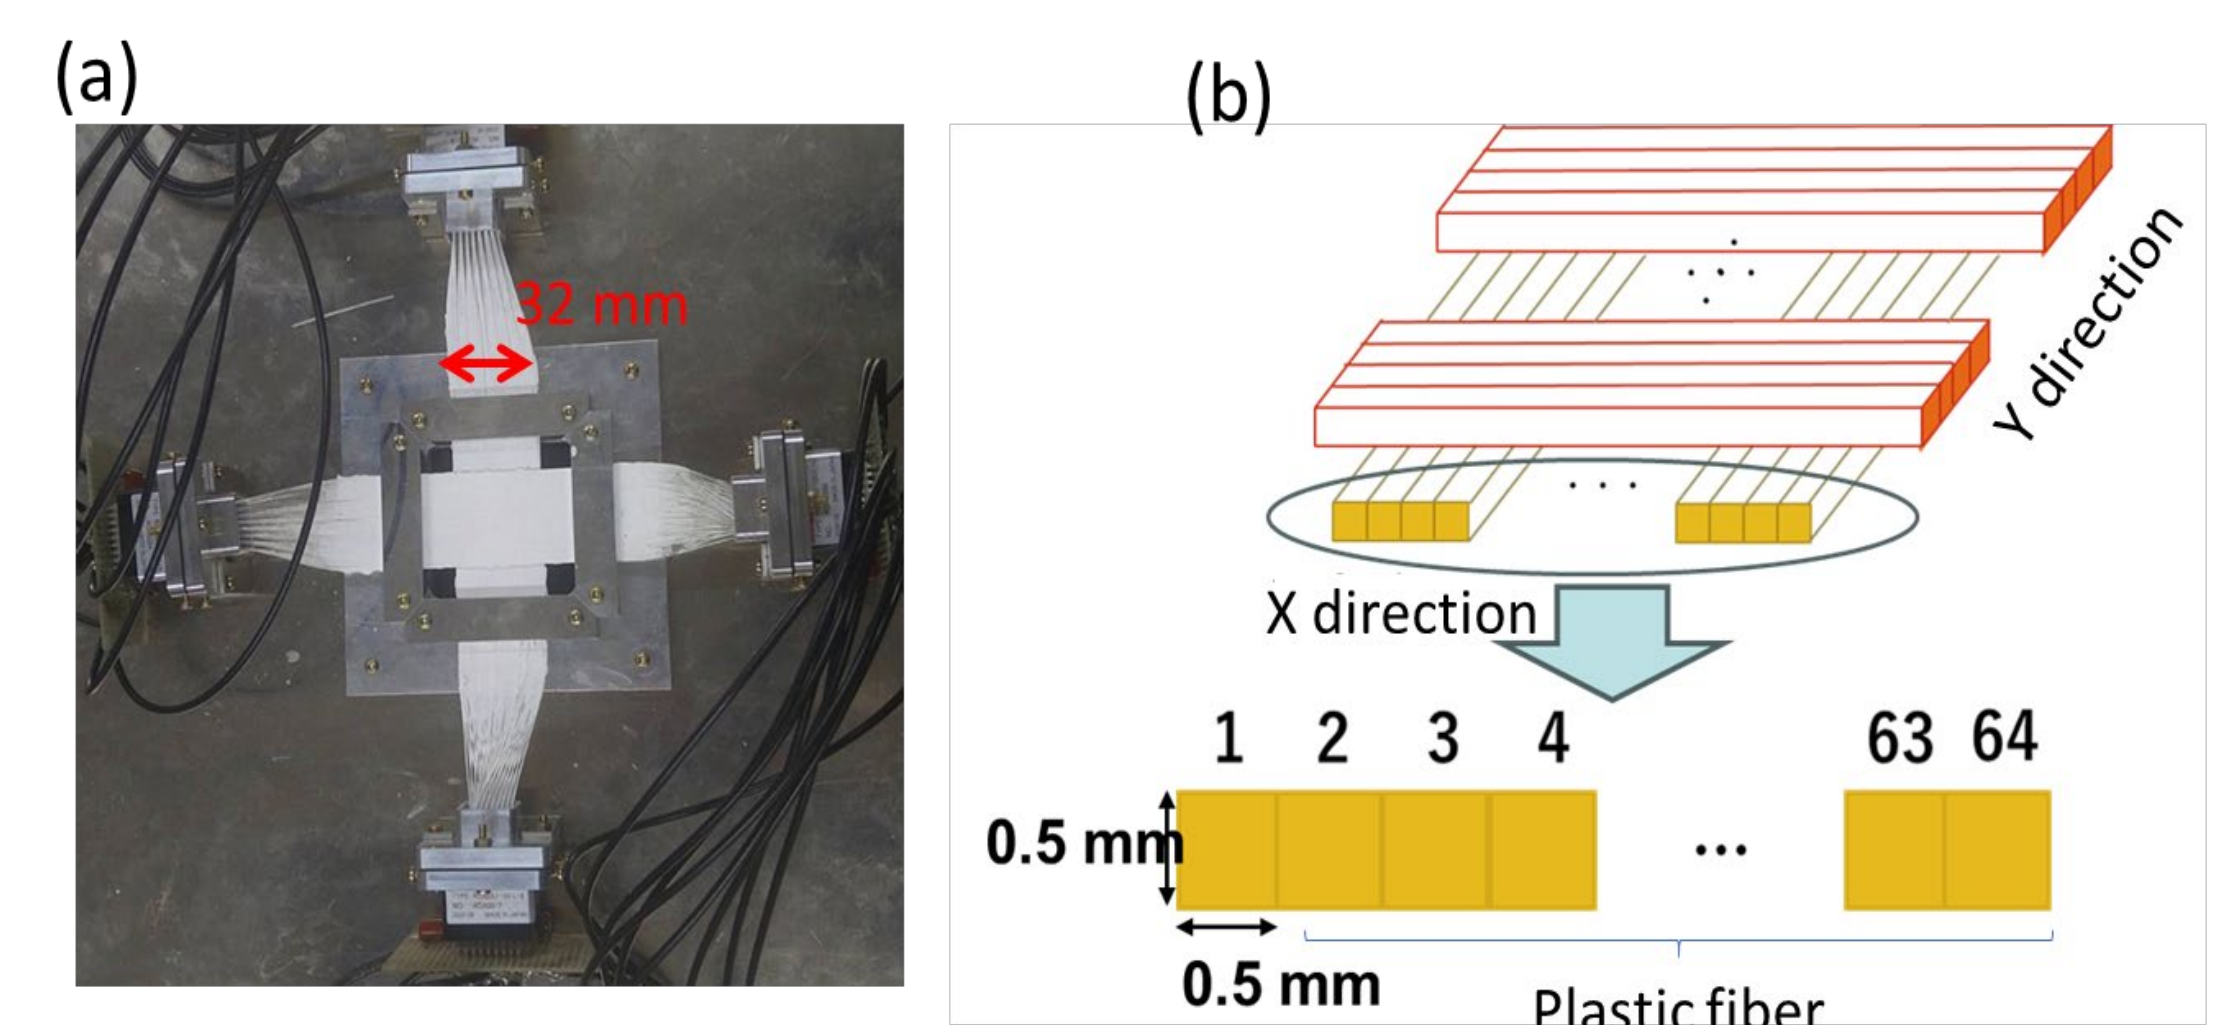 (a)
(b)
32 mm
Y direction
X direction
1 2 3 4 63 64
0.5 mm
0.5 mm
Plastic fiber